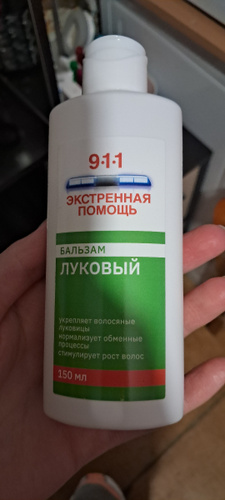 911
ЭКСТРЕННАЯ
ПОМОЩЬ
БАЛЬЗАМ
ЛУКОВЫЙ
укрепляет волосяные
луковицы
нормализует обменные
процессы
стимулирует рост волос
150 мл